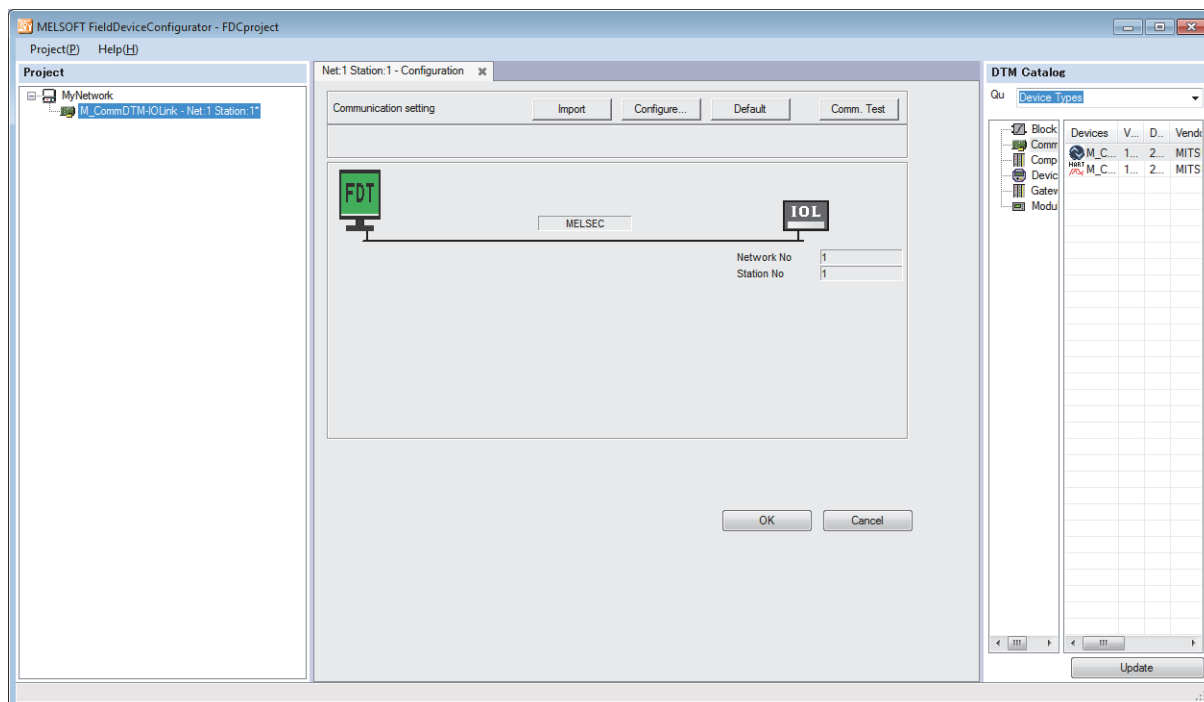 MELSOFT FieldDeviceConfigurator - FDCproject
Project(P) Help(H)
Project
MyNetwork
M_CommDTM-IOLink - Net:1 Station:1*
Net:1 Station:1 - Configuration
Communication setting Import Configure... Default Comm. Test
FDT
MELSEC
IOL
Network No 1
Station No 1
OK Cancel
DTM Catalog
Qu Device Types
Block
Comm
Comp
Devic
Gatev
Modu
Devices V... D.. Vend
M_C... 1... 2... MITS
HART M_C... 1... 2... MITS
Update